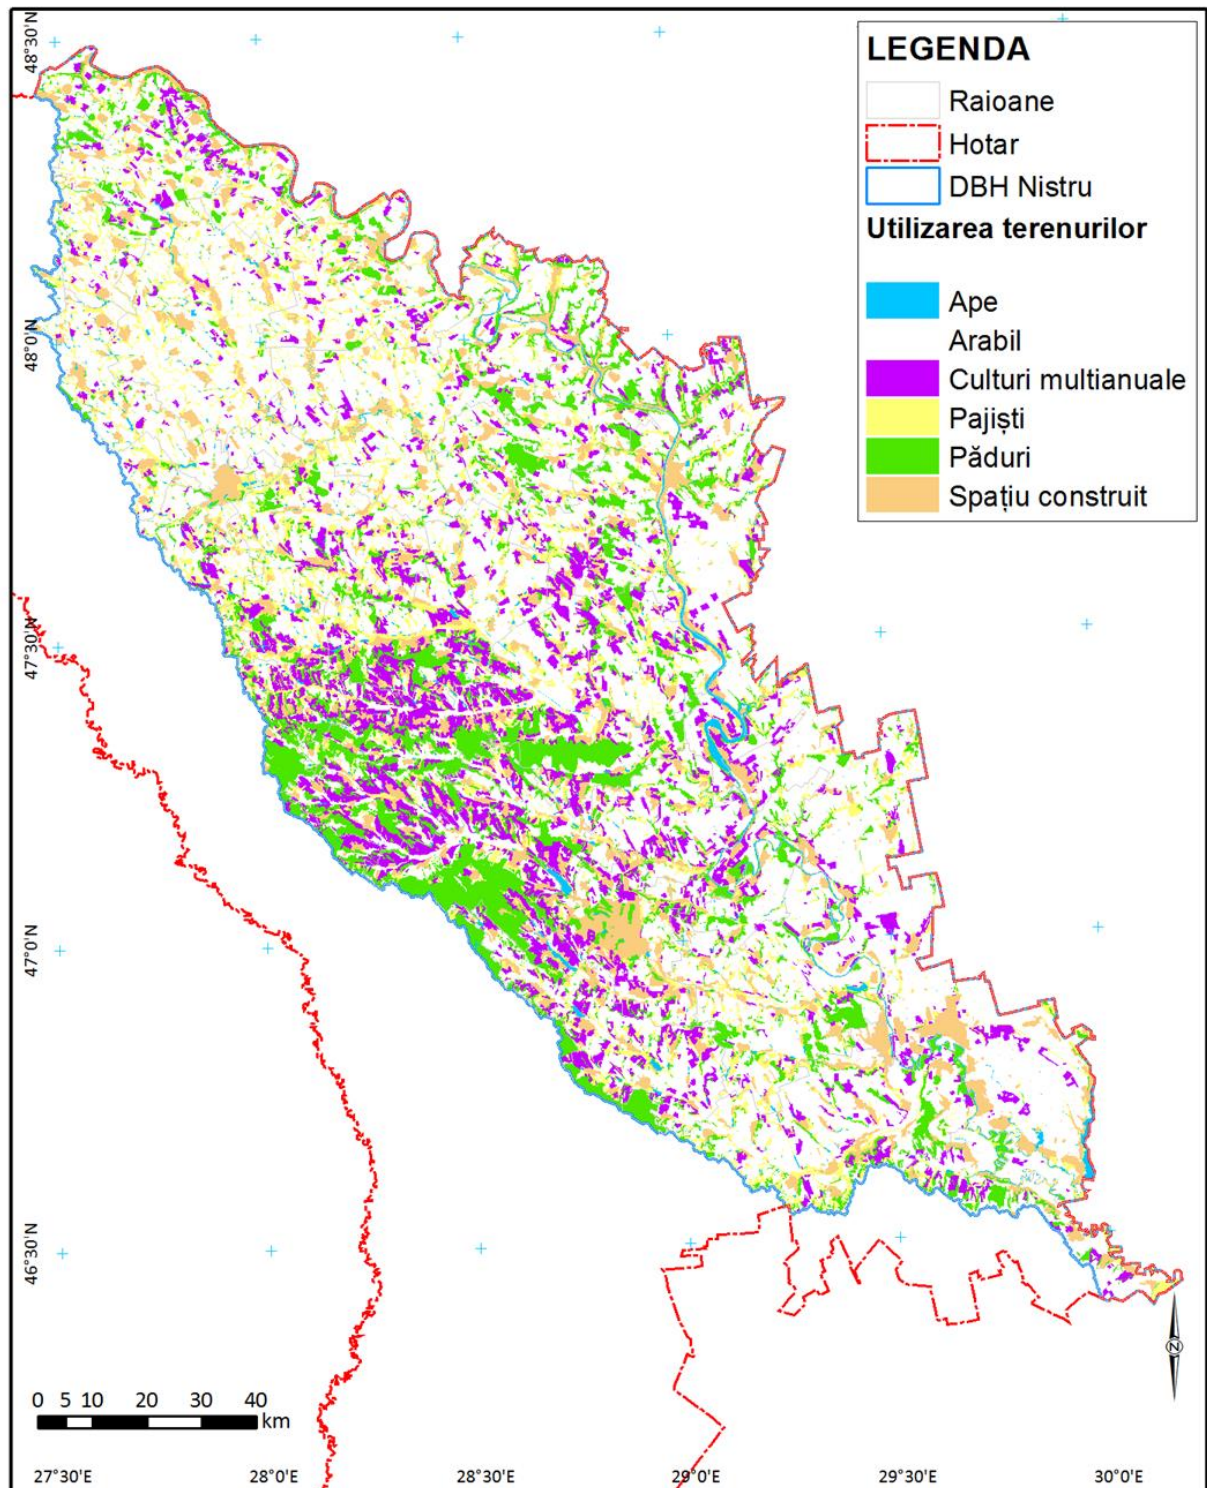 LEGENDA
Raioane
Hotar
DBH Nistru
Utilizarea terenurilor
Ape
Arabil
Culturi multianuale
Pajiști
Păduri
Spațiu construit
48°30'N
48°0'N
47°30'N
47°0'N
46°30'N
N
0 5 10 20 30 40
km
27°30'E 28°0'E 28°30'E 29°0'E 29°30'E 30°0'E